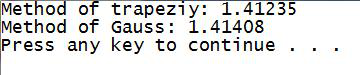 Method of trapeziy: 1.41235
Method of Gauss: 1.41408
Press any key to continue . . .